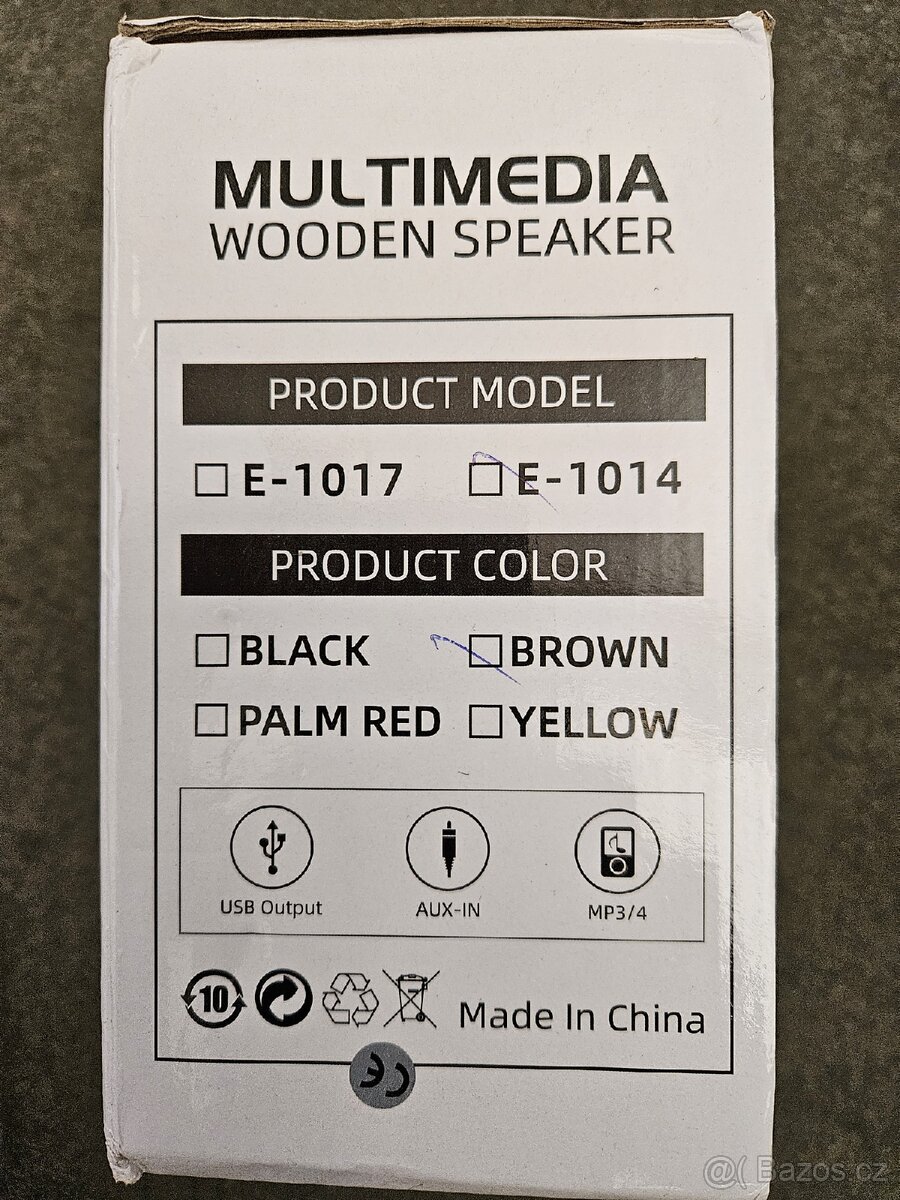 MULTIMEDIA
WOODEN SPEAKER
PRODUCT MODEL
E-1017 E-1014
PRODUCT COLOR
BLACK BROWN
PALM RED YELLOW
USB Output AUX-IN MP3/4
10 Made In China
CE
@( Bazos.cz